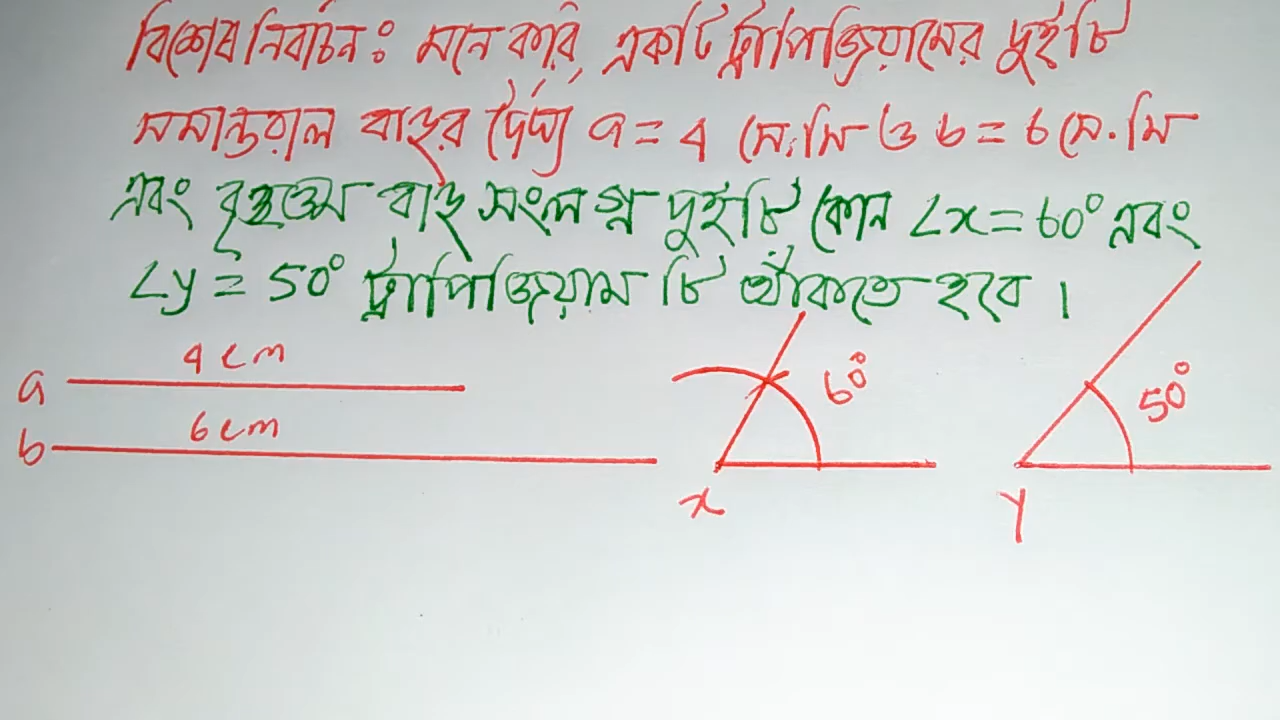 বিশেষ নির্বাচন : মনে করি, একটি ট্রাপিজিয়ামের দুইটি
সমান্তরাল বাহুর দৈর্ঘ্য a = 4 সে.মি ও b = 6 সে.মি
এবং বৃহত্তম বাহু সংলগ্ন দুইটি কোন ∠x = 60° এবং
∠y = 50° ট্রাপিজিয়াম টি আঁকতে হবে ।
a 4 cm
b 6 cm
60°
50°
x
y